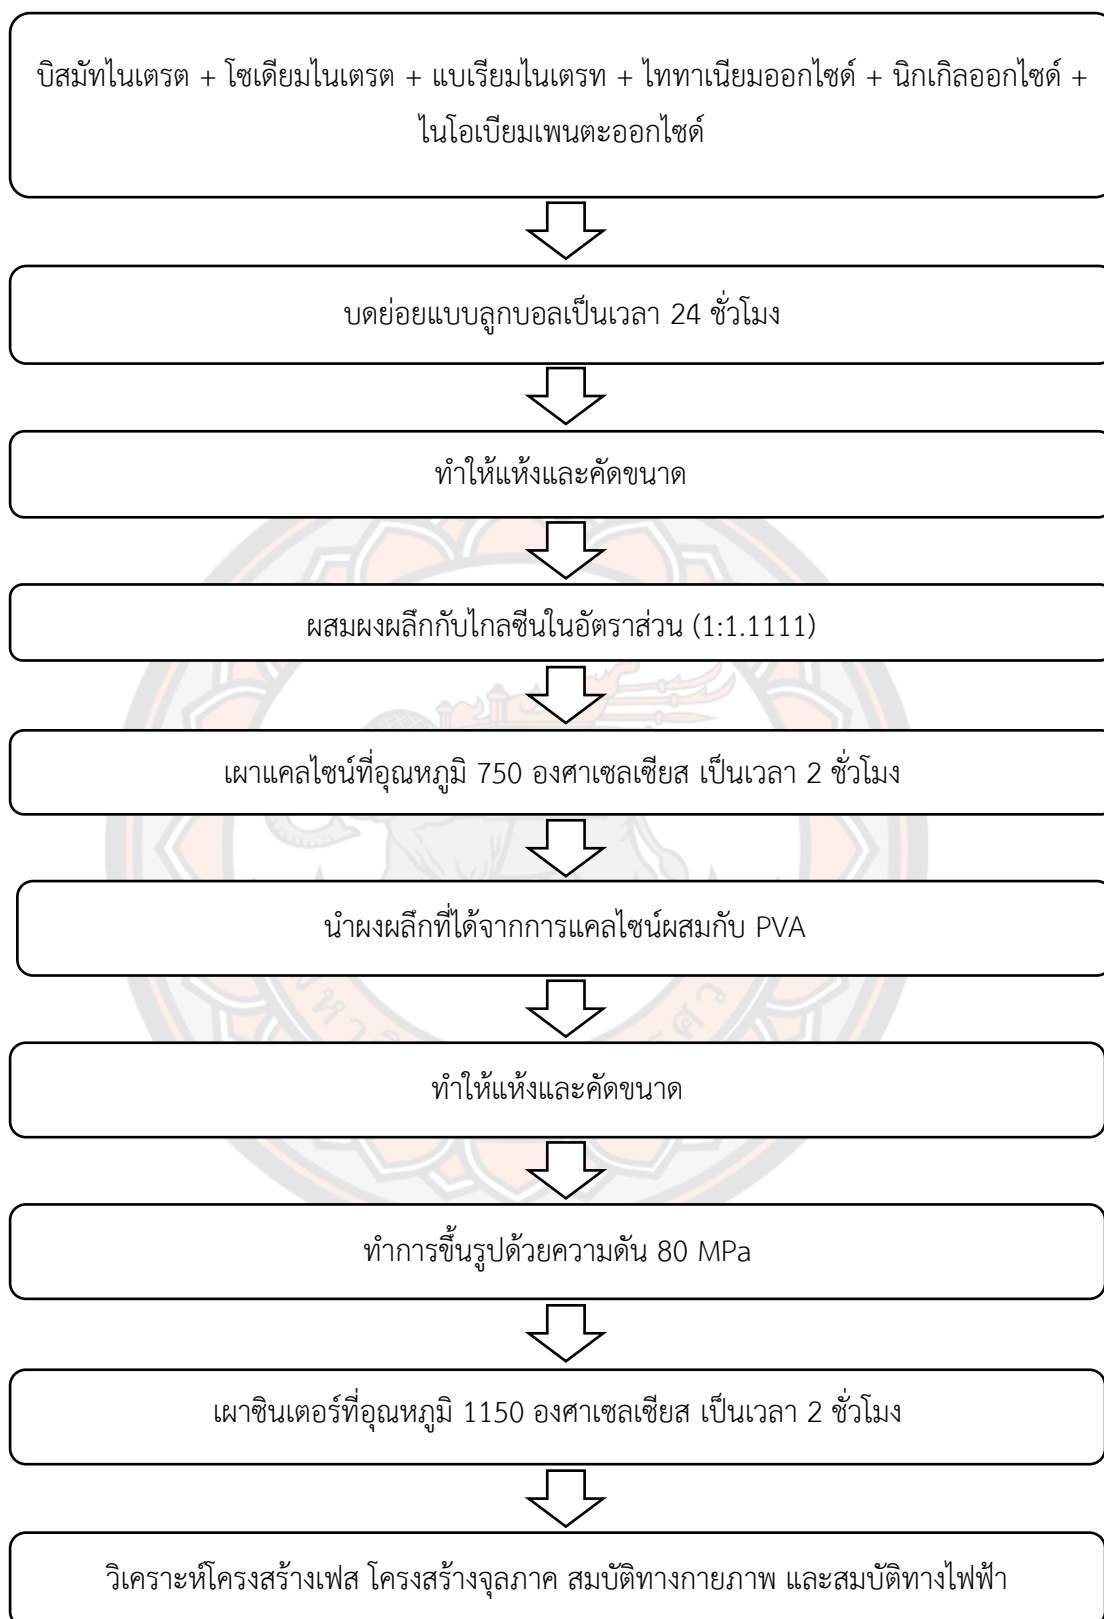 บิสมัทไนเตรต + โซเดียมไนเตรต + แบเรียมไนเตรท + ไททาเนียมออกไซด์ + นิกเกิลออกไซด์ +
ไนโอเบียมเพนตะออกไซด์
บดย่อยแบบลูกบอลเป็นเวลา 24 ชั่วโมง
ทำให้แห้งและคัดขนาด
ผสมผงผลึกกับไกลซีนในอัตราส่วน (1:1.1111)
เผาแคลไซน์ที่อุณหภูมิ 750 องศาเซลเซียส เป็นเวลา 2 ชั่วโมง
นำผงผลึกที่ได้จากการแคลไซน์ผสมกับ PVA
ทำให้แห้งและคัดขนาด
ทำการขึ้นรูปด้วยความดัน 80 MPa
เผาซินเตอร์ที่อุณหภูมิ 1150 องศาเซลเซียส เป็นเวลา 2 ชั่วโมง
วิเคราะห์โครงสร้างเฟส โครงสร้างจุลภาค สมบัติทางกายภาพ และสมบัติทางไฟฟ้า